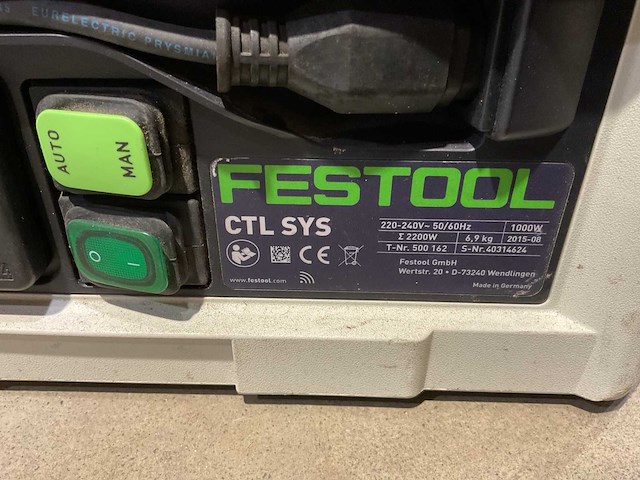 EURELECTRIC PRYSMIA
AUTO
MAN
O I
FESTOOL
CTL SYS
220-240V~ 50/60Hz 1000W
Σ 2200W 6,9 kg 2015-08
T-Nr. 500 162 S-Nr.40314624
CE
Festool GmbH
Wertstr. 20 • D-73240 Wendlingen
www.festool.com
Made in Germany